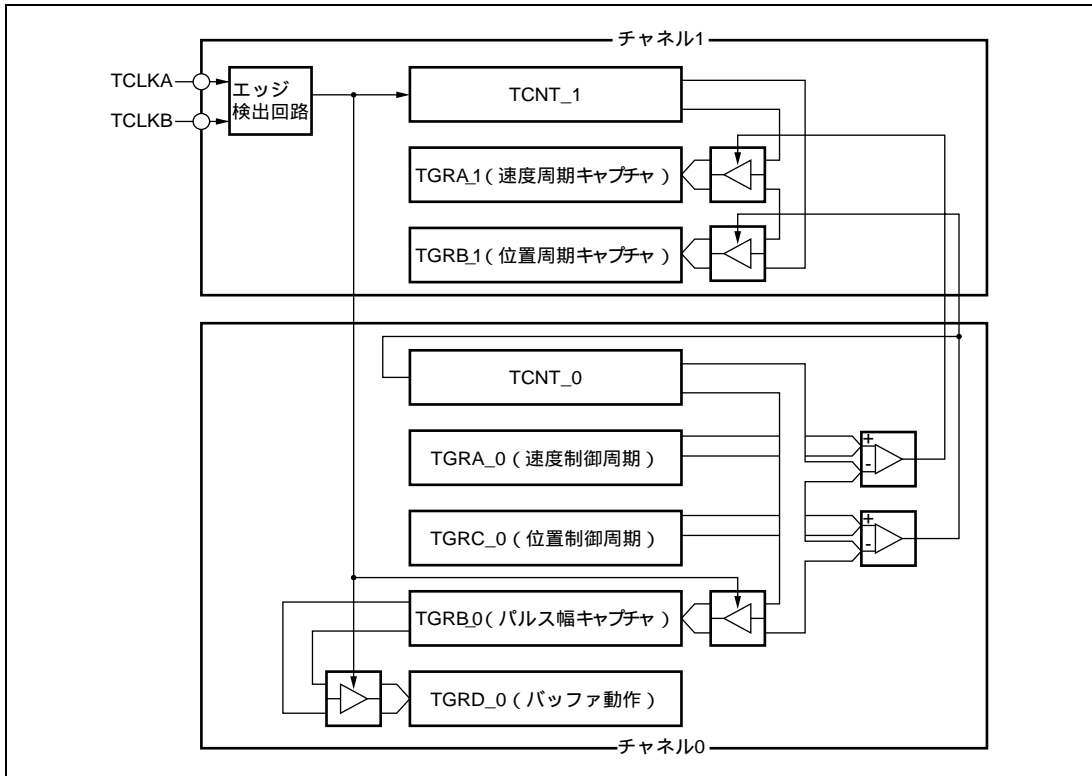 チャネル1
TCLKA
TCLKB
エッジ
検出回路
TCNT_1
TGRA_1(速度周期キャプチャ)
TGRB_1(位置周期キャプチャ)
TCNT_0
TGRA_0(速度制御周期)
+
-
TGRC_0(位置制御周期)
+
-
TGRB_0(パルス幅キャプチャ)
TGRD_0(バッファ動作)
チャネル0